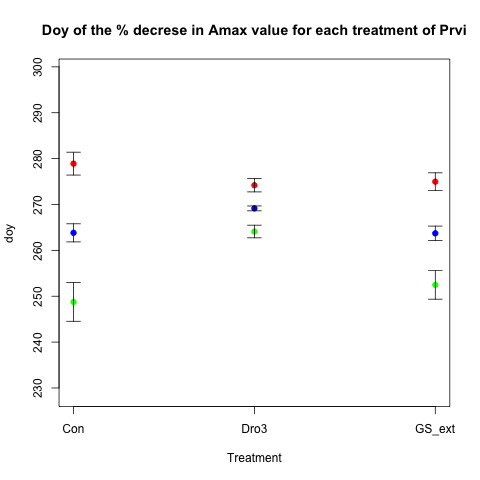 Doy of the % decrese in Amax value for each treatment of Prvi
300
290
280
270
260
250
240
230
doy
Con
Dro3
GS_ext
Treatment